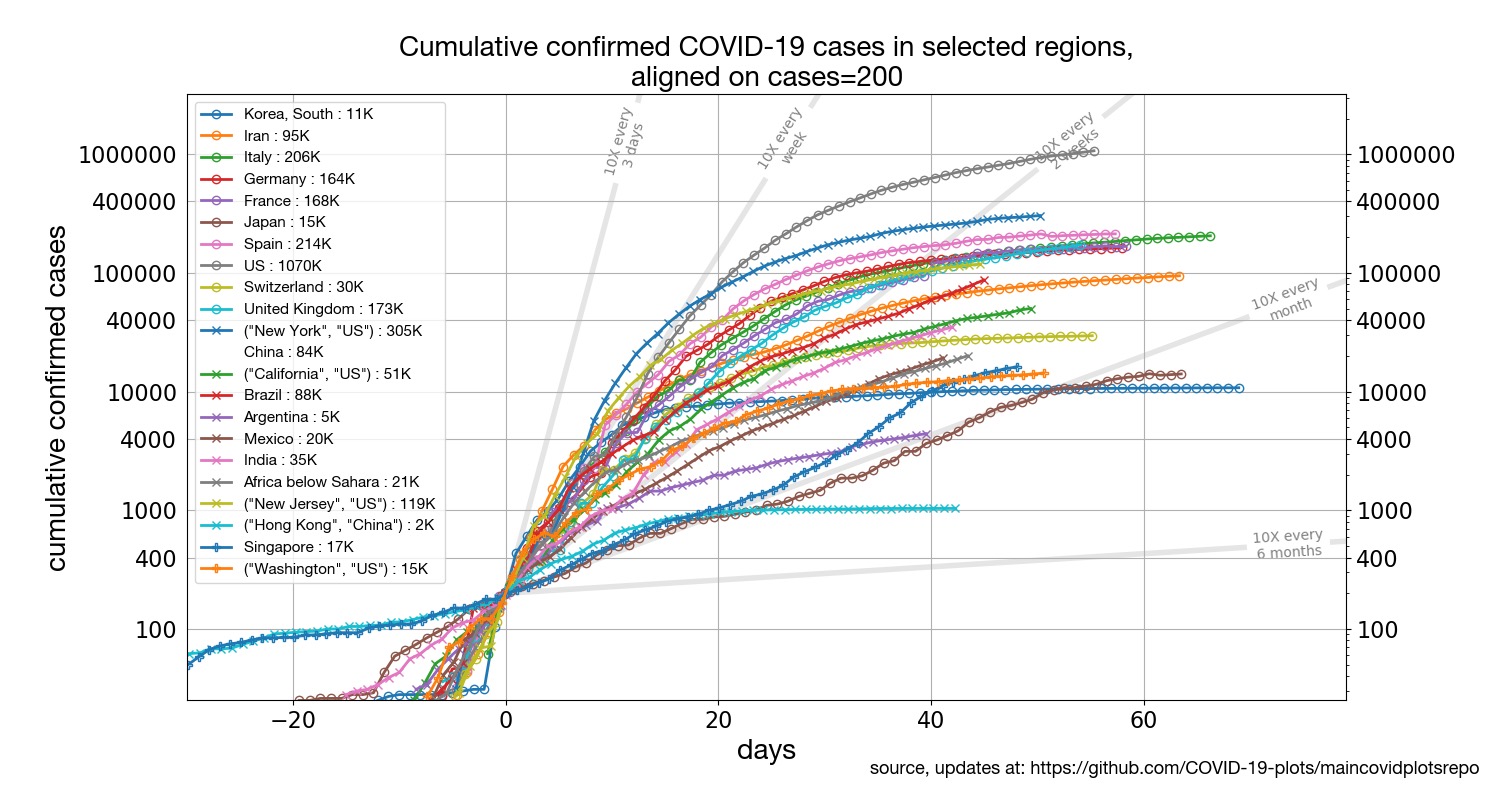 Cumulative confirmed COVID-19 cases in selected regions,
aligned on cases=200
10X every
3 days
10X every
week
10X every
2 weeks
10X every
month
10X every
6 months
Korea, South : 11K
Iran : 95K
Italy : 206K
Germany : 164K
France : 168K
Japan : 15K
Spain : 214K
US : 1070K
Switzerland : 30K
United Kingdom : 173K
("New York", "US") : 305K
China : 84K
("California", "US") : 51K
Brazil : 88K
Argentina : 5K
Mexico : 20K
India : 35K
Africa below Sahara : 21K
("New Jersey", "US") : 119K
("Hong Kong", "China") : 2K
Singapore : 17K
("Washington", "US") : 15K
cumulative confirmed cases
1000000
400000
100000
40000
10000
4000
1000
400
100
1000000
400000
100000
40000
10000
4000
1000
400
100
−20
0
20
40
60
days
source, updates at: https://github.com/COVID-19-plots/maincovidplotsrepo